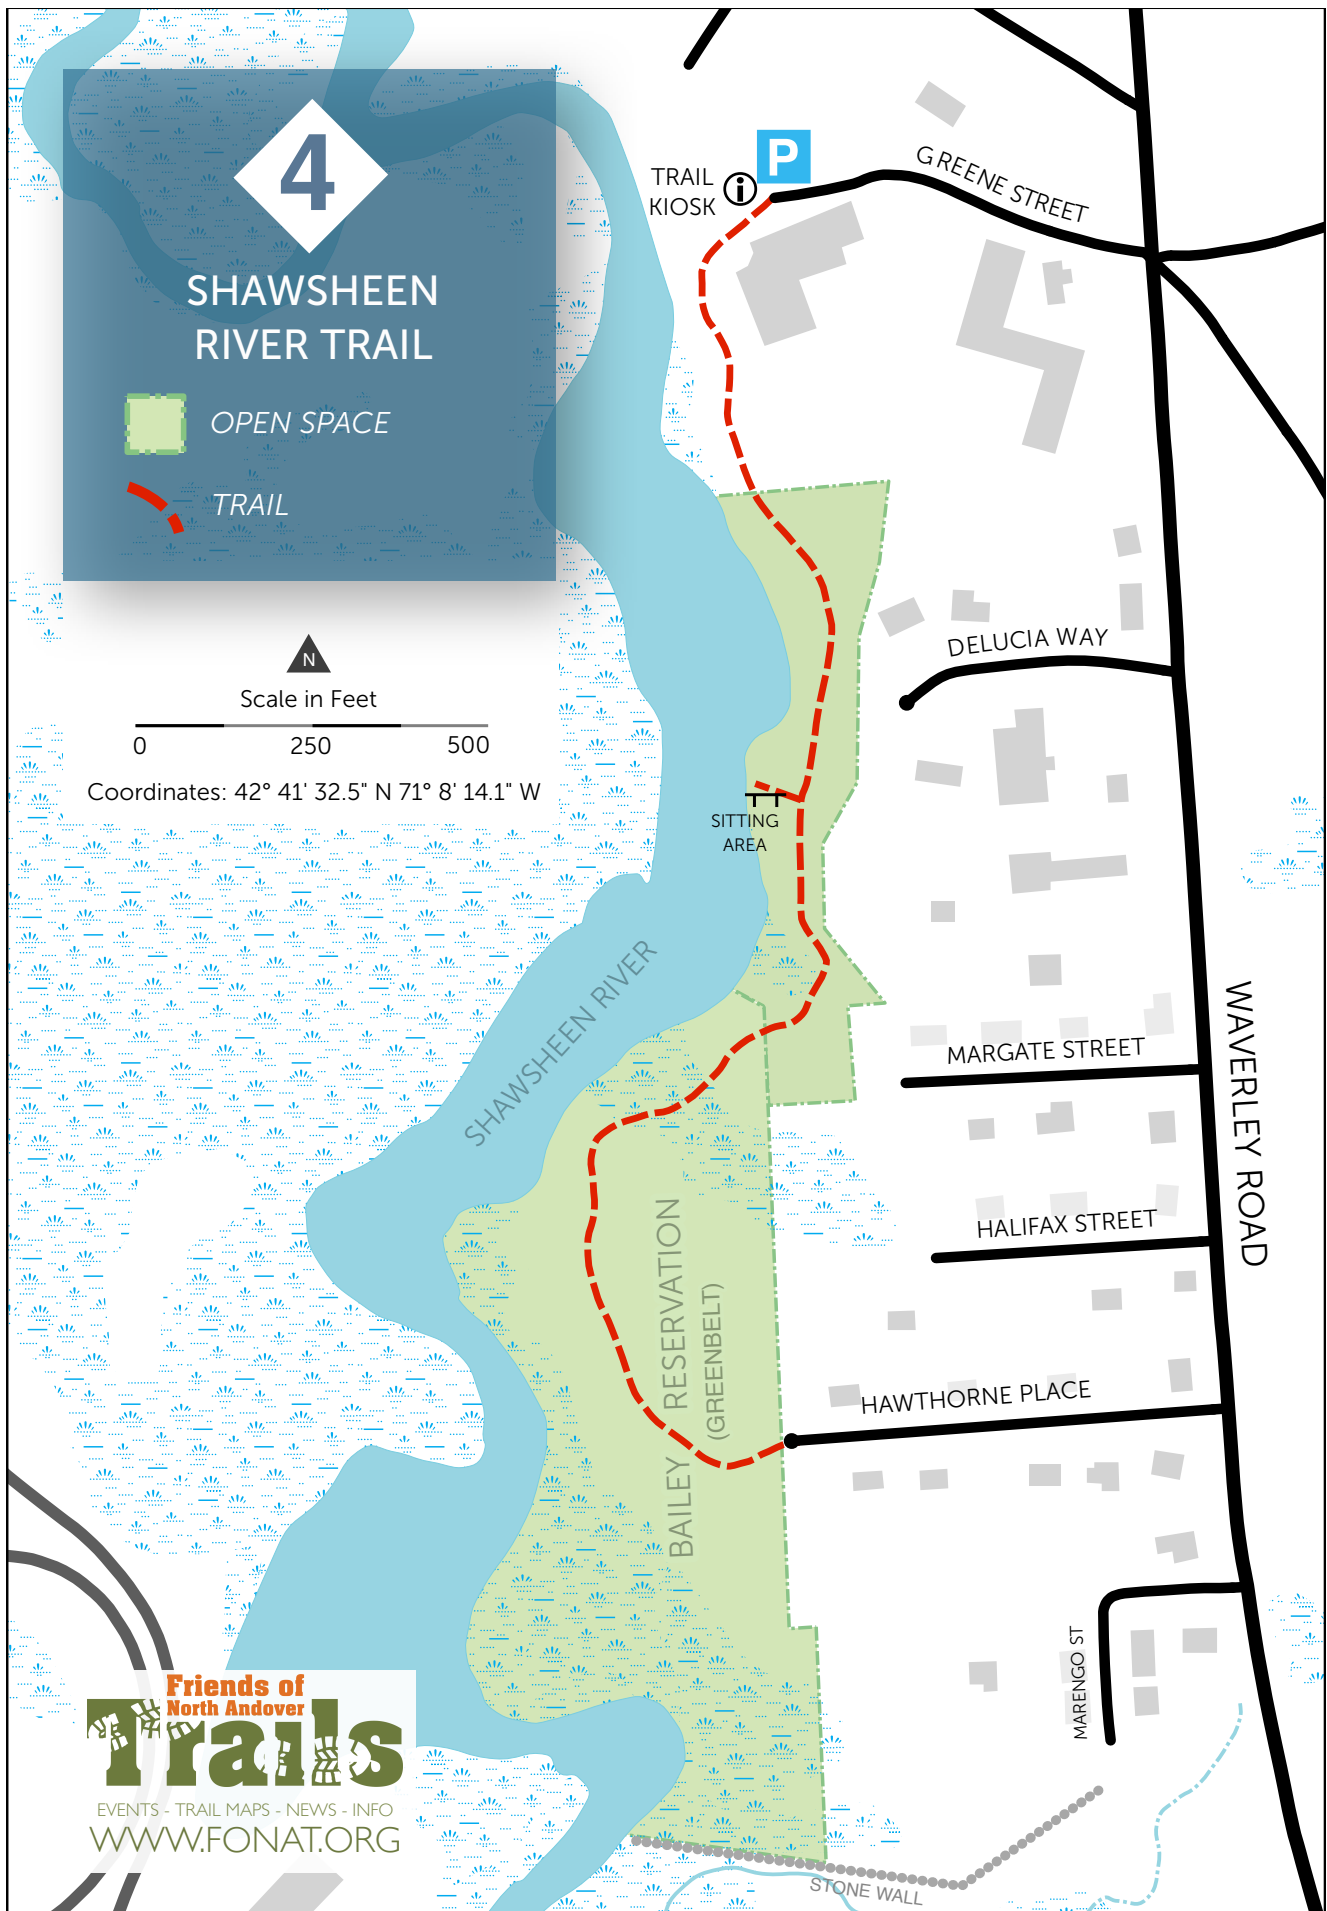 4
SHAWSHEEN
RIVER TRAIL
OPEN SPACE
TRAIL
N
Scale in Feet
0 250 500
Coordinates: 42° 41' 32.5" N 71° 8' 14.1" W
P
TRAIL
KIOSK
i
GREENE STREET
DELUCIA WAY
SITTING
AREA
SHAWSHEEN RIVER
MARGATE STREET
WAVERLEY ROAD
HALIFAX STREET
BAILEY RESERVATION
(GREENBELT)
HAWTHORNE PLACE
MARENGO ST
STONE WALL
Friends of
North Andover
Trails
EVENTS - TRAIL MAPS - NEWS - INFO
WWW.FONAT.ORG